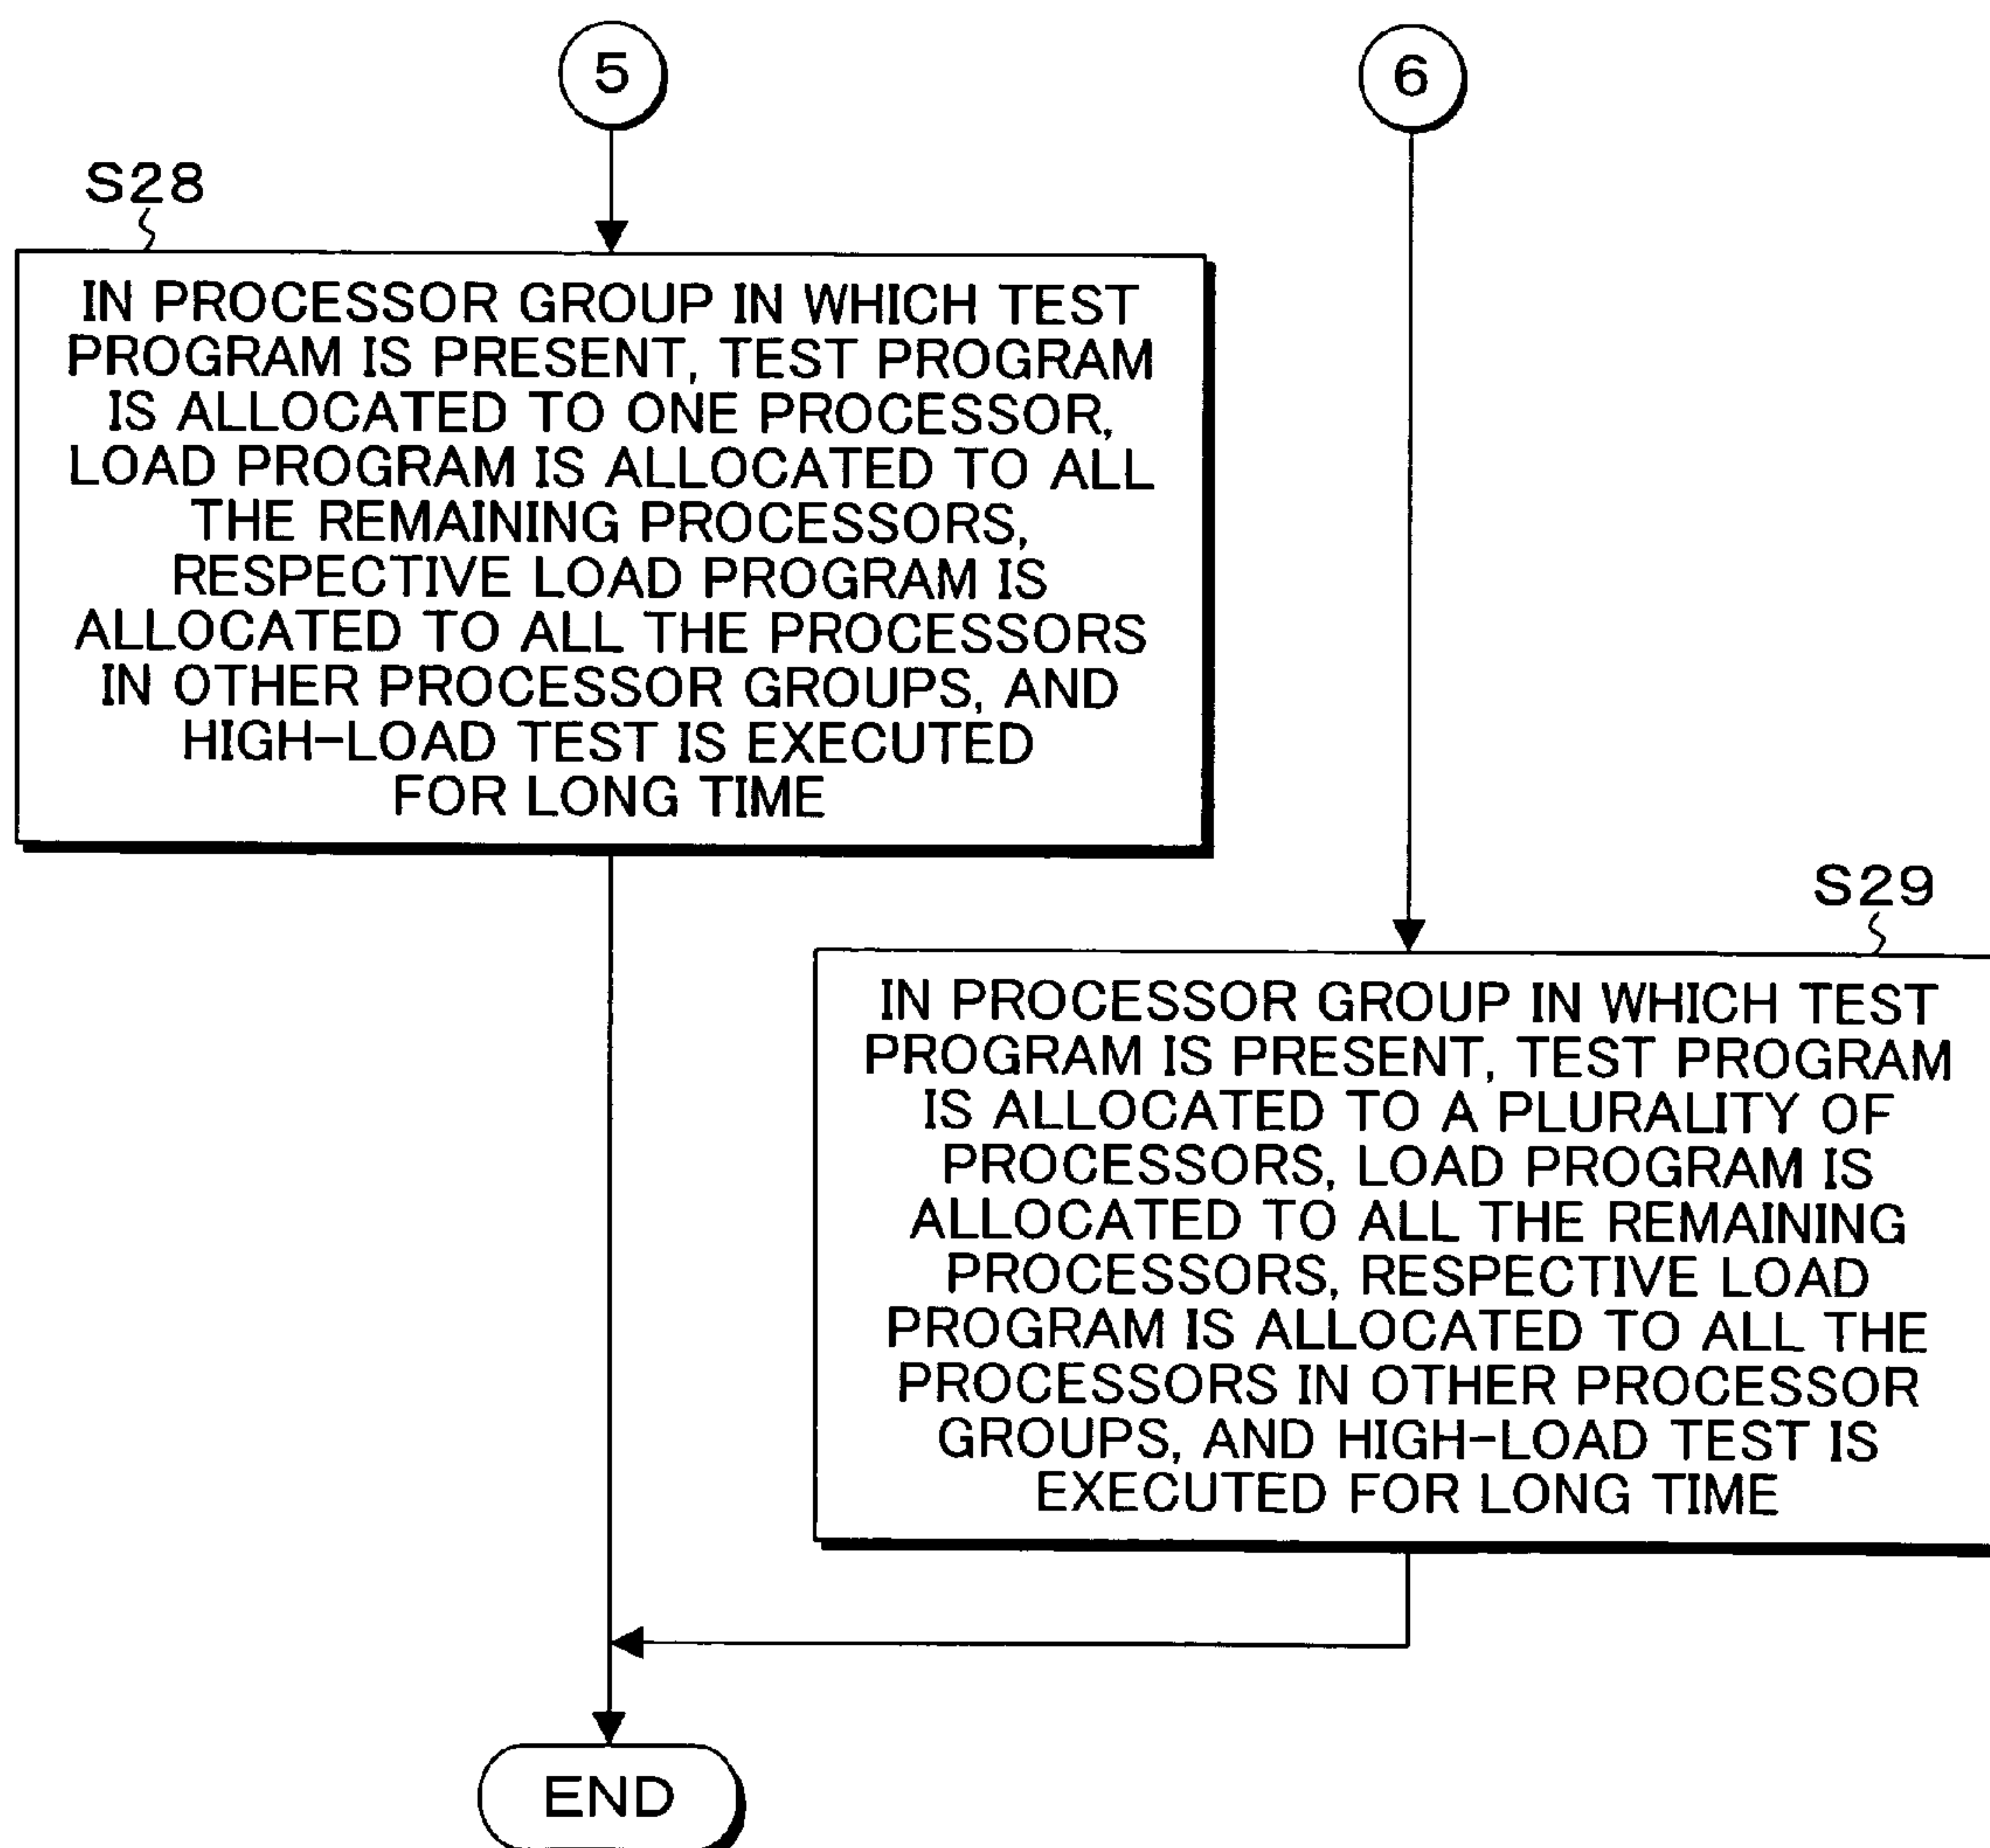 5
6
S28
IN PROCESSOR GROUP IN WHICH TEST
PROGRAM IS PRESENT, TEST PROGRAM
IS ALLOCATED TO ONE PROCESSOR,
LOAD PROGRAM IS ALLOCATED TO ALL
THE REMAINING PROCESSORS,
RESPECTIVE LOAD PROGRAM IS
ALLOCATED TO ALL THE PROCESSORS
IN OTHER PROCESSOR GROUPS, AND
HIGH-LOAD TEST IS EXECUTED
FOR LONG TIME
S29
IN PROCESSOR GROUP IN WHICH TEST
PROGRAM IS PRESENT, TEST PROGRAM
IS ALLOCATED TO A PLURALITY OF
PROCESSORS, LOAD PROGRAM IS
ALLOCATED TO ALL THE REMAINING
PROCESSORS, RESPECTIVE LOAD
PROGRAM IS ALLOCATED TO ALL THE
PROCESSORS IN OTHER PROCESSOR
GROUPS, AND HIGH-LOAD TEST IS
EXECUTED FOR LONG TIME
END